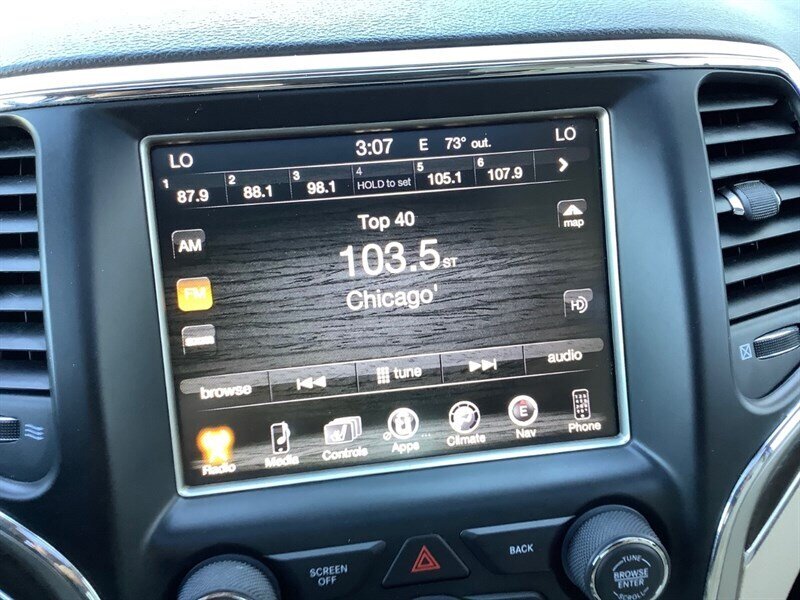 LO 3:07 E 73° out. LO
1 87.9 2 88.1 3 98.1 4 HOLD to set 5 105.1 6 107.9
Top 40
AM
map
103.5 ST
FM
Chicago'
HD
browse tune audio
Radio Media Controls Apps ... Climate E Nav Phone
SCREEN OFF
BACK
TUNE
BROWSE
ENTER
SCROLL